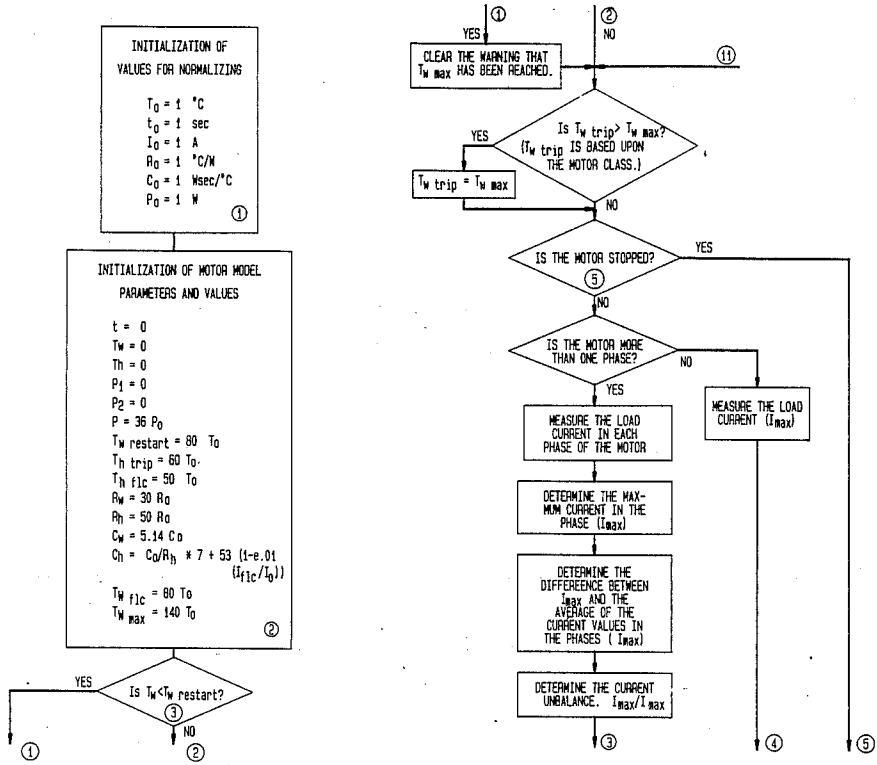 INITIALIZATION OF
VALUES FOR NORMALIZING
T0 = 1 °C
t0 = 1 sec
I0 = 1 A
R0 = 1 °C/W
C0 = 1 Wsec/°C
P0 = 1 W
①
INITIALIZATION OF MOTOR MODEL
PARAMETERS AND VALUES
t = 0
Tw = 0
Th = 0
P1 = 0
P2 = 0
P = 36 P0
Tw restart = 80 T0
Th trip = 60 T0.
Th flc = 50 T0
Rw = 30 R0
Rh = 50 R0
Cw = 5.14 C0
Ch = C0/Rh * 7 + 53 (1-e.01
(Iflc/I0))
Tw flc = 80 T0
Tw max = 140 T0
②
YES
Is Tw<Tw restart?
③
NO
①
②
①
②
YES
NO
CLEAR THE WARNING THAT
Tw max HAS BEEN REACHED.
⑪
YES
Is Tw trip> Tw max?
(Tw trip IS BASED UPON
THE MOTOR CLASS.)
Tw trip = Tw max
NO
IS THE MOTOR STOPPED?
YES
⑤
NO
IS THE MOTOR MORE
THAN ONE PHASE?
NO
YES
MEASURE THE LOAD
CURRENT IN EACH
PHASE OF THE MOTOR
MEASURE THE LOAD
CURRENT (Imax)
DETERMINE THE MAX-
MUM CURRENT IN THE
PHASE (Imax)
DETERMINE THE
DIFFEREENCE BETWEEN
Imax AND THE
AVERAGE OF THE
CURRENT VALUES IN
THE PHASES ( Imax)
DETERMINE THE CURRENT
UNBALANCE. Imax/Imax
③
④
⑤